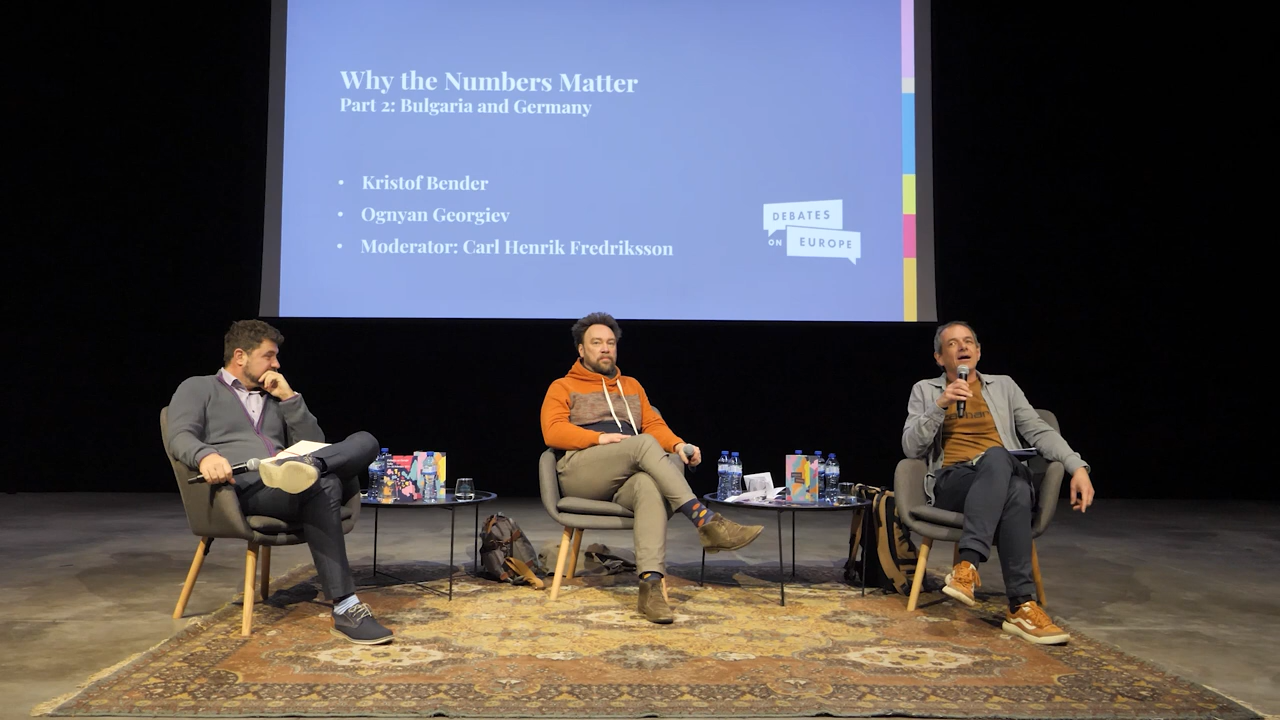 Why the Numbers Matter
Part 2: Bulgaria and Germany
• Kristof Bender
• Ognyan Georgiev
• Moderator: Carl Henrik Fredriksson
DEBATES
ON EUROPE